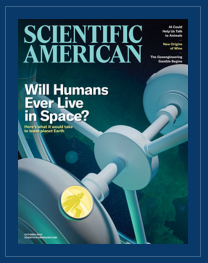 SCIENTIFIC
AMERICAN
AI Could
Help Us Talk
to Animals
New Origins
of Wine
The Geoengineering
Gamble Begins
Will Humans
Ever Live
in Space?
Here's what it would take
to leave planet Earth